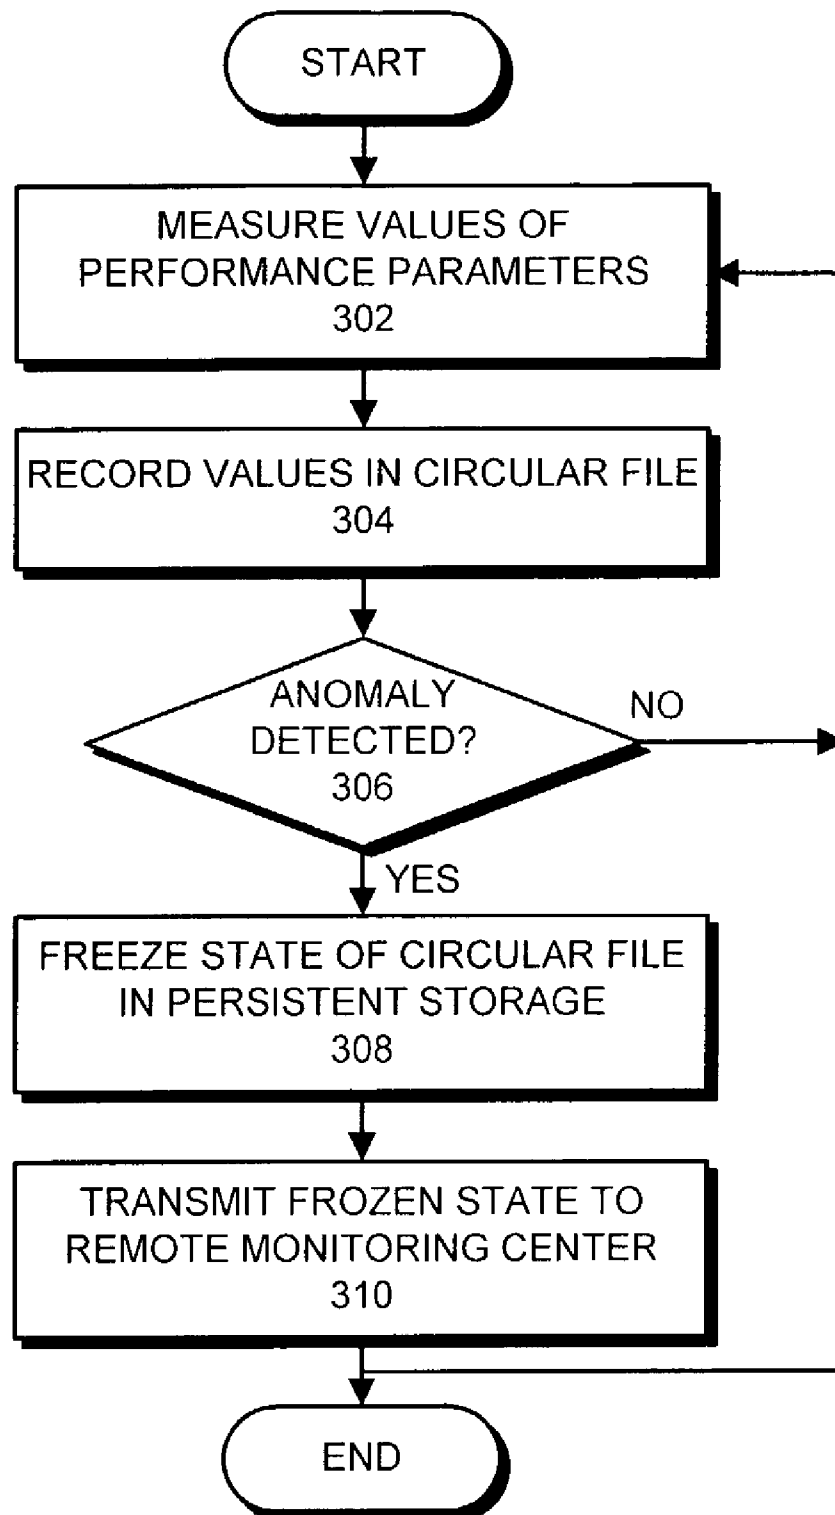 START
MEASURE VALUES OF
PERFORMANCE PARAMETERS
302
RECORD VALUES IN CIRCULAR FILE
304
ANOMALY
DETECTED?
306
NO
YES
FREEZE STATE OF CIRCULAR FILE
IN PERSISTENT STORAGE
308
TRANSMIT FROZEN STATE TO
REMOTE MONITORING CENTER
310
END